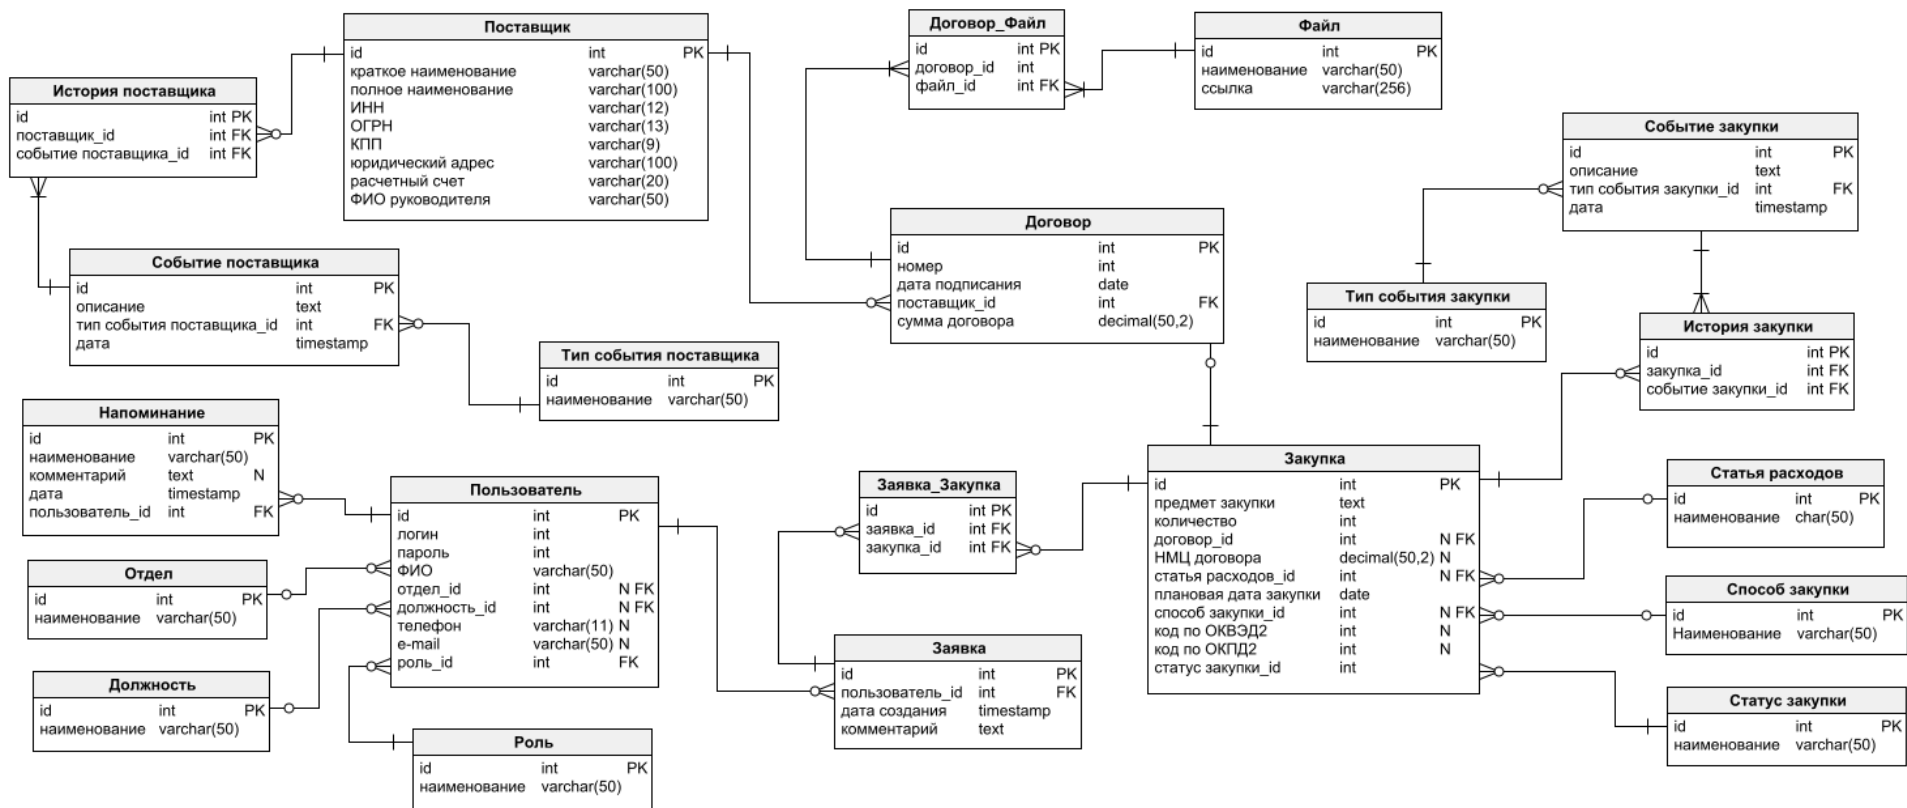 Поставщик
id int PK
краткое наименование varchar(50)
полное наименование varchar(100)
ИНН varchar(12)
ОГРН varchar(13)
КПП varchar(9)
юридический адрес varchar(100)
расчетный счет varchar(20)
ФИО руководителя varchar(50)
Договор_Файл
id int PK
договор_id int
файл_id int FK
Файл
id int PK
наименование varchar(50)
ссылка varchar(256)
История поставщика
id int PK
поставщик_id int FK
событие поставщика_id int FK
Событие закупки
id int PK
описание text
тип события закупки_id int FK
дата timestamp
Договор
id int PK
номер int
дата подписания date
поставщик_id int FK
сумма договора decimal(50,2)
Событие поставщика
id int PK
описание text
тип события поставщика_id int FK
дата timestamp
Тип события закупки
id int PK
наименование varchar(50)
История закупки
id int PK
закупка_id int FK
событие закупки_id int FK
Тип события поставщика
id int PK
наименование varchar(50)
Напоминание
id int PK
наименование varchar(50)
комментарий text N
дата timestamp
пользователь_id int FK
Пользователь
id int PK
логин int
пароль int
ФИО varchar(50)
отдел_id int N FK
должность_id int N FK
телефон varchar(11) N
e-mail varchar(50) N
роль_id int FK
Заявка_Закупка
id int PK
заявка_id int FK
закупка_id int FK
Закупка
id int PK
предмет закупки text
количество int
договор_id int N FK
НМЦ договора decimal(50,2) N
статья расходов_id int N FK
плановая дата закупки date
способ закупки_id int N FK
код по ОКВЭД2 int N
код по ОКПД2 int N
статус закупки_id int
Статья расходов
id int PK
наименование char(50)
Отдел
id int PK
наименование varchar(50)
Способ закупки
id int PK
Наименование varchar(50)
Заявка
id int PK
пользователь_id int FK
дата создания timestamp
комментарий text
Должность
id int PK
наименование varchar(50)
Статус закупки
id int PK
наименование varchar(50)
Роль
id int PK
наименование varchar(50)